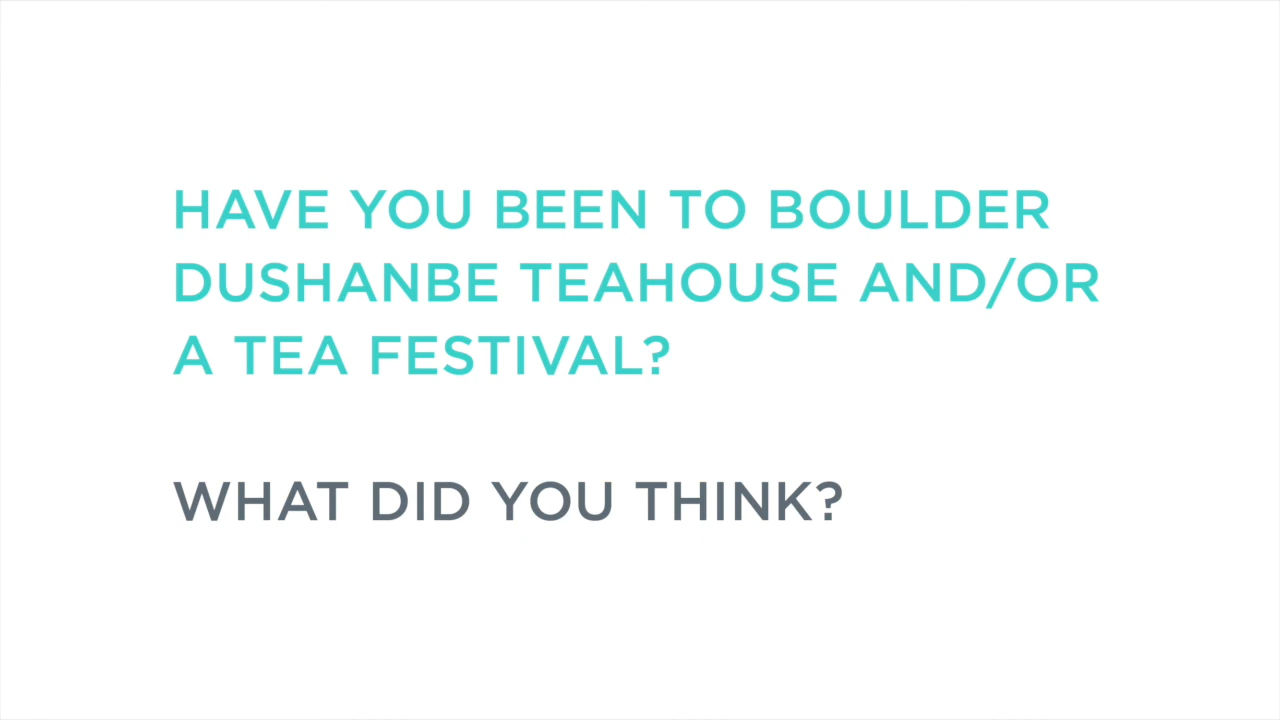 HAVE YOU BEEN TO BOULDER
DUSHANBE TEAHOUSE AND/OR
A TEA FESTIVAL?
WHAT DID YOU THINK?